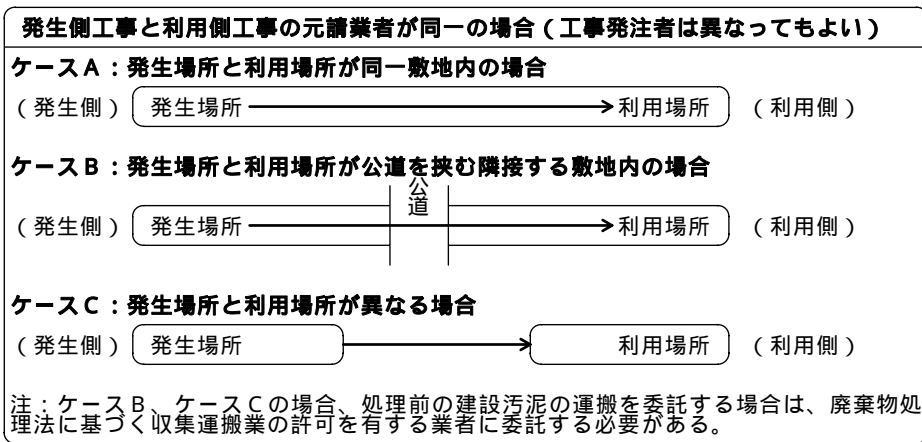 発生側工事と利用側工事の元請業者が同一の場合(工事発注者は異なってもよい)
ケースA:発生場所と利用場所が同一敷地内の場合
(発生側) 発生場所 利用場所 (利用側)
ケースB:発生場所と利用場所が公道を挟む隣接する敷地内の場合
公道
(発生側) 発生場所 利用場所 (利用側)
ケースC:発生場所と利用場所が異なる場合
(発生側) 発生場所 利用場所 (利用側)
注:ケースB、ケースCの場合、処理前の建設汚泥の運搬を委託する場合は、廃棄物処
理法に基づく収集運搬業の許可を有する業者に委託する必要がある。